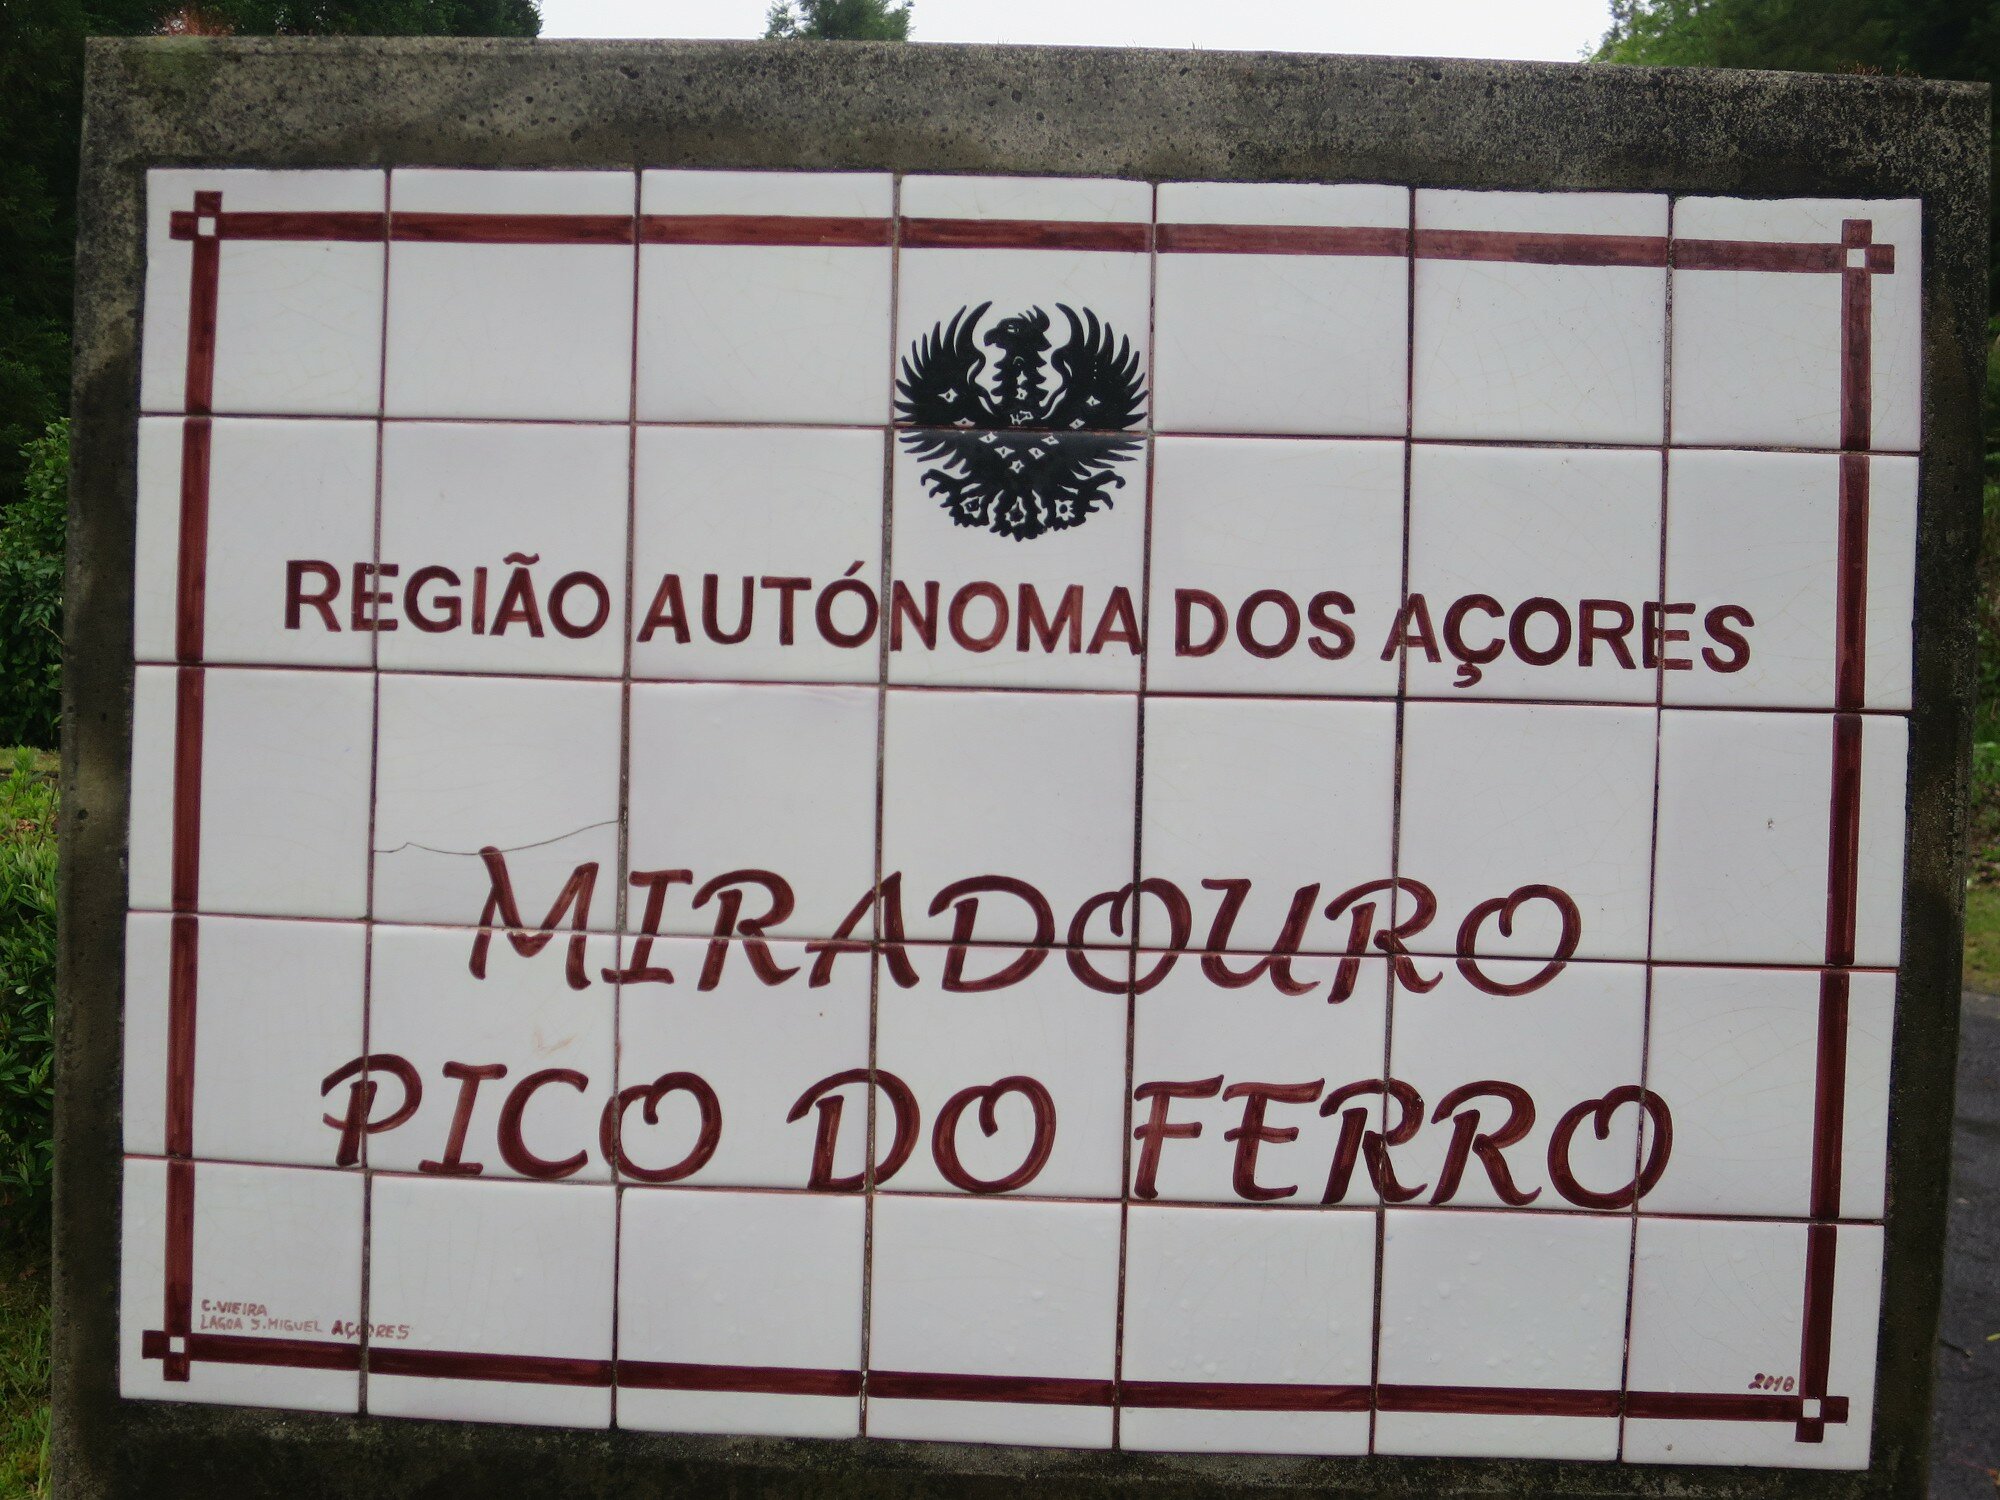 REGIÃO AUTÓNOMA DOS AÇORES
MIRADOURO
PICO DO FERRO
C. VIEIRA
LAGOA S. MIGUEL AÇORES
2018